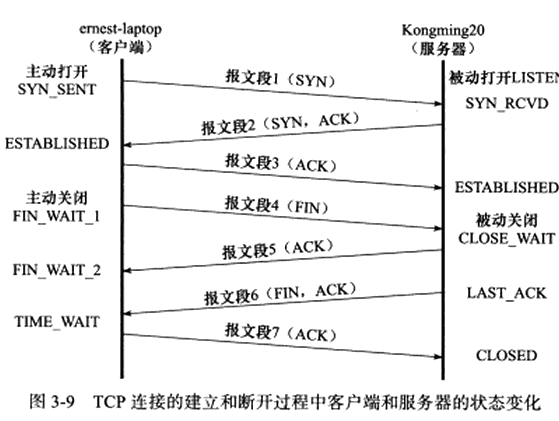 ernest-laptop
（客户端）
Kongming20
（服务器）
主动打开
SYN_SENT
报文段1（SYN）
被动打开LISTEN
SYN_RCVD
报文段2（SYN，ACK）
ESTABLISHED
报文段3（ACK）
ESTABLISHED
主动关闭
FIN_WAIT_1
报文段4（FIN）
被动关闭
CLOSE_WAIT
报文段5（ACK）
FIN_WAIT_2
报文段6（FIN，ACK）
LAST_ACK
TIME_WAIT
报文段7（ACK）
CLOSED
图 3-9 TCP 连接的建立和断开过程中客户端和服务器的状态变化